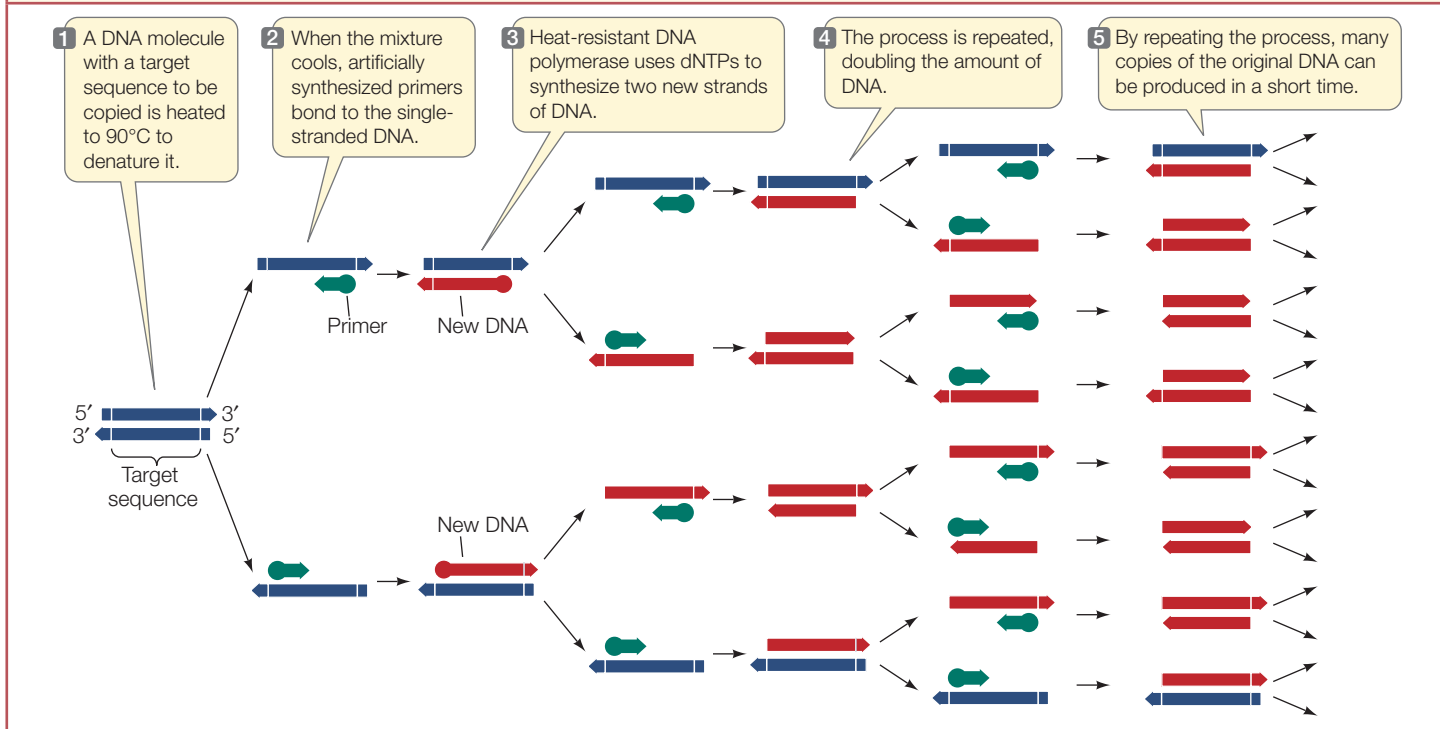 1 A DNA molecule
with a target
sequence to be
copied is heated
to 90°C to
denature it.
2 When the mixture
cools, artificially
synthesized primers
bond to the single-
stranded DNA.
3 Heat-resistant DNA
polymerase uses dNTPs to
synthesize two new strands
of DNA.
4 The process is repeated,
doubling the amount of
DNA.
5 By repeating the process, many
copies of the original DNA can
be produced in a short time.
Primer
New DNA
5′ 3′
3′ 5′
Target
sequence
New DNA